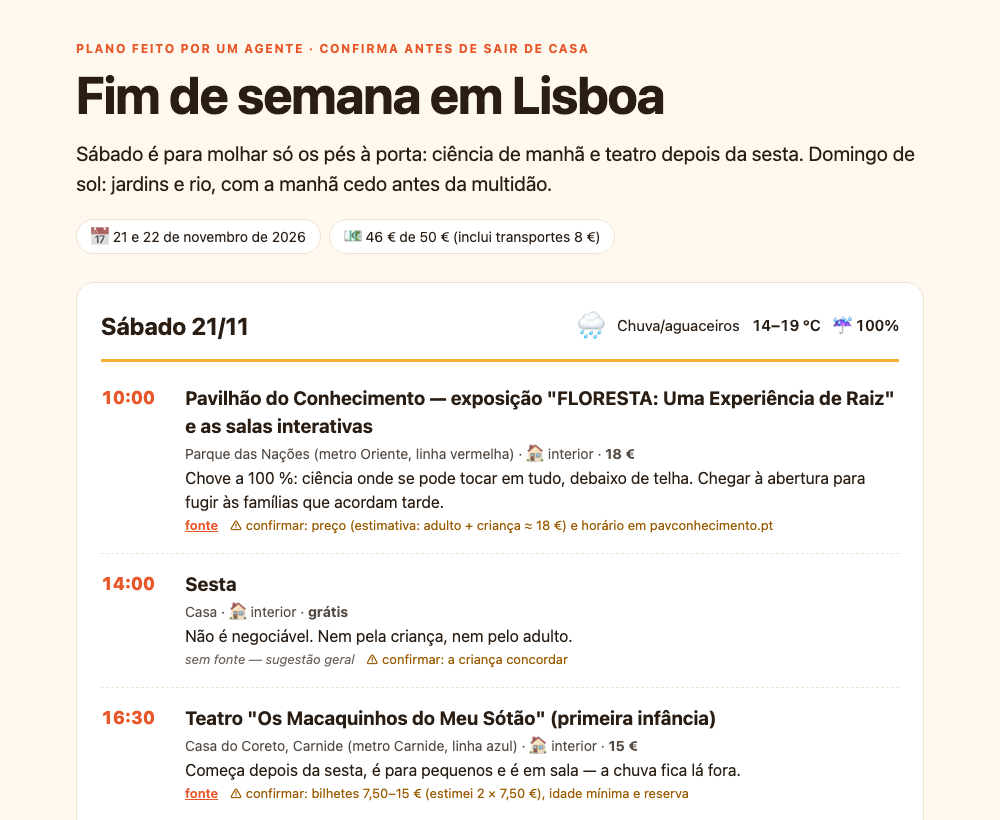 PLANO FEITO POR UM AGENTE · CONFIRMA ANTES DE SAIR DE CASA
Fim de semana em Lisboa
Sábado é para molhar só os pés à porta: ciência de manhã e teatro depois da sesta. Domingo de
sol: jardins e rio, com a manhã cedo antes da multidão.
📅 21 e 22 de novembro de 2026 💶 46 € de 50 € (inclui transportes 8 €)
Sábado 21/11 🌧️ Chuva/aguaceiros 14–19 °C ☔ 100%
10:00 Pavilhão do Conhecimento — exposição "FLORESTA: Uma Experiência de Raiz"
e as salas interativas
Parque das Nações (metro Oriente, linha vermelha) · 🏠 interior · 18 €
Chove a 100 %: ciência onde se pode tocar em tudo, debaixo de telha. Chegar à abertura para
fugir às famílias que acordam tarde.
fonte ⚠ confirmar: preço (estimativa: adulto + criança ≈ 18 €) e horário em pavconhecimento.pt
14:00 Sesta
Casa · 🏠 interior · grátis
Não é negociável. Nem pela criança, nem pelo adulto.
sem fonte — sugestão geral ⚠ confirmar: a criança concordar
16:30 Teatro "Os Macaquinhos do Meu Sótão" (primeira infância)
Casa do Coreto, Carnide (metro Carnide, linha azul) · 🏠 interior · 15 €
Começa depois da sesta, é para pequenos e é em sala — a chuva fica lá fora.
fonte ⚠ confirmar: bilhetes 7,50–15 € (estimei 2 × 7,50 €), idade mínima e reserva